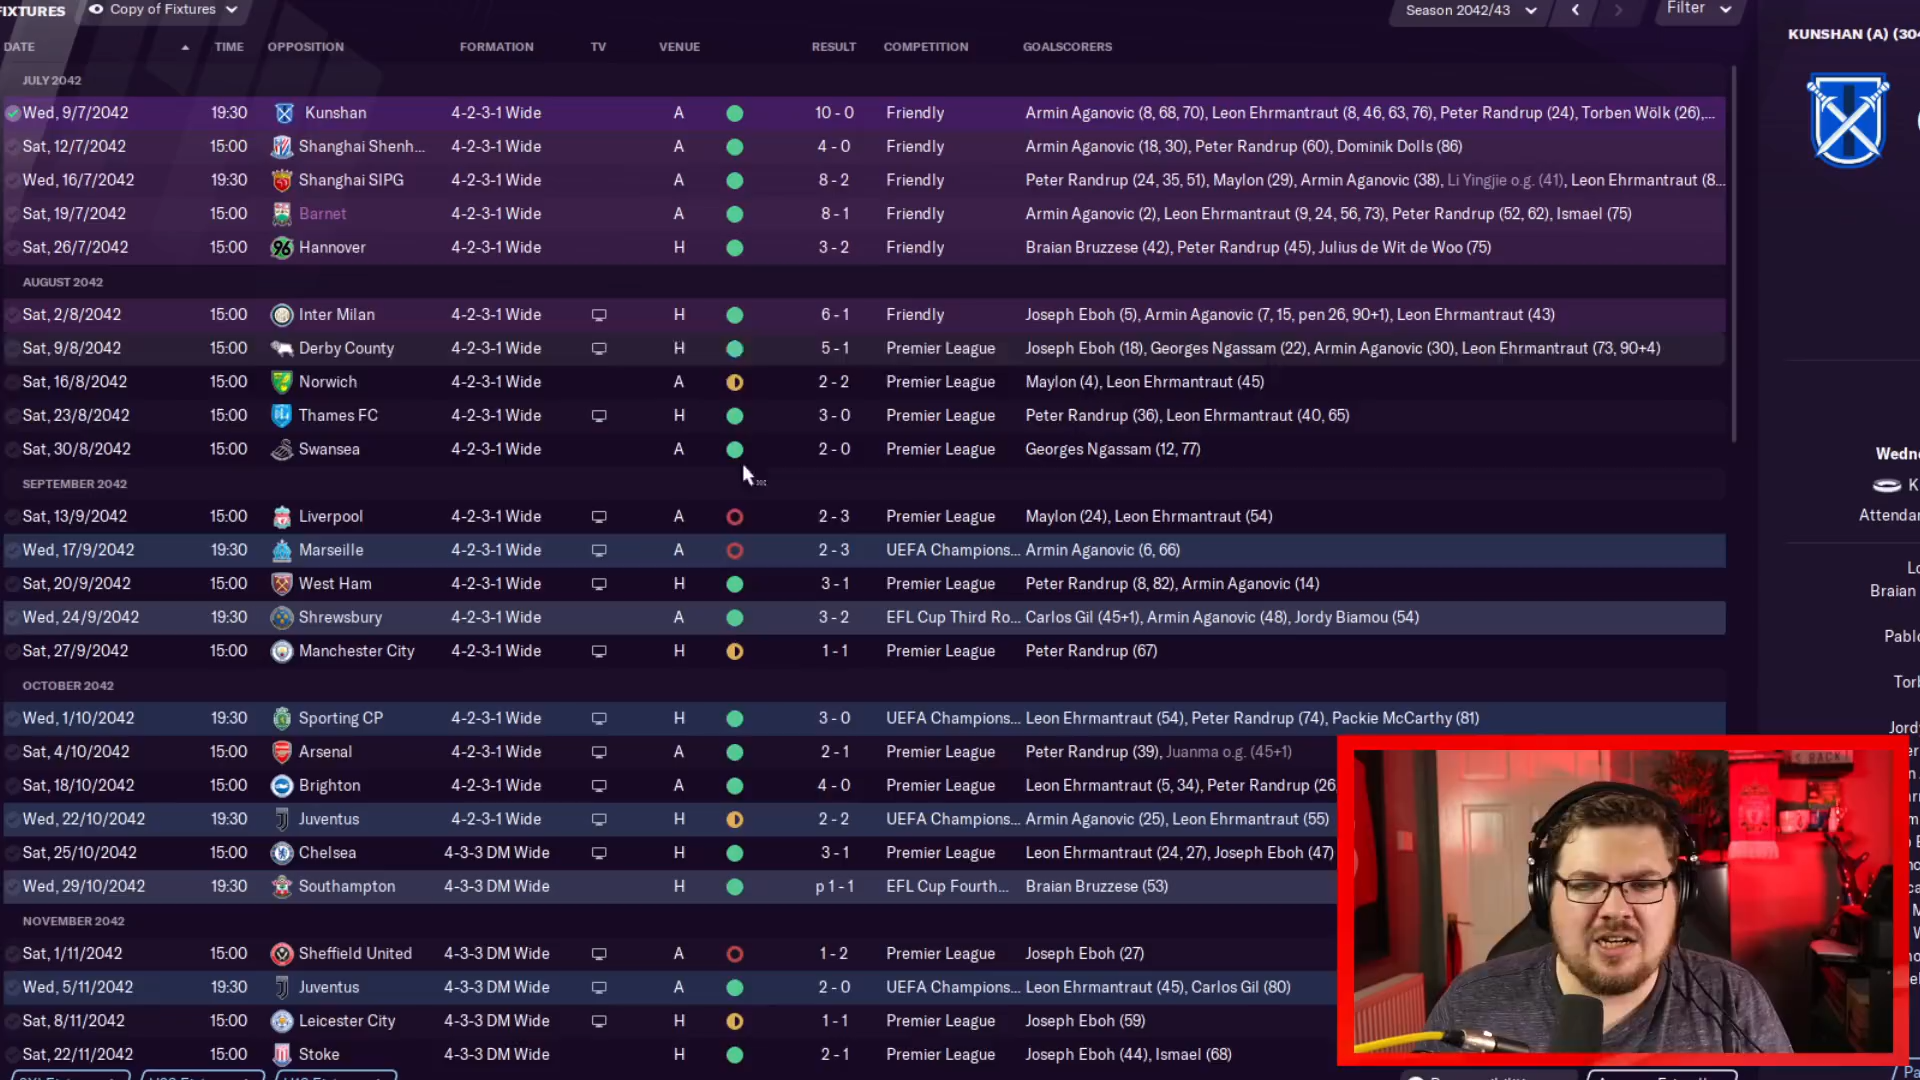 FIXTURES Copy of Fixtures Season 2042/43 Filter
KUNSHAN (A) (304
DATE TIME OPPOSITION FORMATION TV VENUE RESULT COMPETITION GOALSCORERS
JULY 2042
Wed, 9/7/2042 19:30 Kunshan 4-2-3-1 Wide A 10 - 0 Friendly Armin Aganovic (8, 68, 70), Leon Ehrmantraut (8, 46, 63, 76), Peter Randrup (24), Torben Wölk (26),...
Sat, 12/7/2042 15:00 Shanghai Shenh... 4-2-3-1 Wide A 4 - 0 Friendly Armin Aganovic (18, 30), Peter Randrup (60), Dominik Dolls (86)
Wed, 16/7/2042 19:30 Shanghai SIPG 4-2-3-1 Wide A 8 - 2 Friendly Peter Randrup (24, 35, 51), Maylon (29), Armin Aganovic (38), Li Yingjie o.g. (41), Leon Ehrmantraut (8...
Sat, 19/7/2042 15:00 Barnet 4-2-3-1 Wide A 8 - 1 Friendly Armin Aganovic (2), Leon Ehrmantraut (9, 24, 56, 73), Peter Randrup (52, 62), Ismael (75)
Sat, 26/7/2042 15:00 Hannover 4-2-3-1 Wide H 3 - 2 Friendly Braian Bruzzese (42), Peter Randrup (45), Julius de Wit de Woo (75)
AUGUST 2042
Sat, 2/8/2042 15:00 Inter Milan 4-2-3-1 Wide H 6 - 1 Friendly Joseph Eboh (5), Armin Aganovic (7, 15, pen 26, 90+1), Leon Ehrmantraut (43)
Sat, 9/8/2042 15:00 Derby County 4-2-3-1 Wide H 5 - 1 Premier League Joseph Eboh (18), Georges Ngassam (22), Armin Aganovic (30), Leon Ehrmantraut (73, 90+4)
Sat, 16/8/2042 15:00 Norwich 4-2-3-1 Wide A 2 - 2 Premier League Maylon (4), Leon Ehrmantraut (45)
Sat, 23/8/2042 15:00 Thames FC 4-2-3-1 Wide H 3 - 0 Premier League Peter Randrup (36), Leon Ehrmantraut (40, 65)
Sat, 30/8/2042 15:00 Swansea 4-2-3-1 Wide A 2 - 0 Premier League Georges Ngassam (12, 77)
Wedne
SEPTEMBER 2042
K
Sat, 13/9/2042 15:00 Liverpool 4-2-3-1 Wide A 2 - 3 Premier League Maylon (24), Leon Ehrmantraut (54)
Attendan
Wed, 17/9/2042 19:30 Marseille 4-2-3-1 Wide A 2 - 3 UEFA Champions... Armin Aganovic (6, 66)
Lo
Sat, 20/9/2042 15:00 West Ham 4-2-3-1 Wide H 3 - 1 Premier League Peter Randrup (8, 82), Armin Aganovic (14)
Braian
Wed, 24/9/2042 19:30 Shrewsbury 4-2-3-1 Wide A 3 - 2 EFL Cup Third Ro... Carlos Gil (45+1), Armin Aganovic (48), Jordy Biamou (54)
Pablo
Sat, 27/9/2042 15:00 Manchester City 4-2-3-1 Wide H 1 - 1 Premier League Peter Randrup (67)
Torb
OCTOBER 2042
Wed, 1/10/2042 19:30 Sporting CP 4-2-3-1 Wide H 3 - 0 UEFA Champions... Leon Ehrmantraut (54), Peter Randrup (74), Packie McCarthy (81)
Jordy
Sat, 4/10/2042 15:00 Arsenal 4-2-3-1 Wide A 2 - 1 Premier League Peter Randrup (39), Juanma o.g. (45+1)
Sat, 18/10/2042 15:00 Brighton 4-2-3-1 Wide A 4 - 0 Premier League Leon Ehrmantraut (5, 34), Peter Randrup (26
Wed, 22/10/2042 19:30 Juventus 4-2-3-1 Wide H 2 - 2 UEFA Champions... Armin Aganovic (25), Leon Ehrmantraut (55)
Sat, 25/10/2042 15:00 Chelsea 4-3-3 DM Wide H 3 - 1 Premier League Leon Ehrmantraut (24, 27), Joseph Eboh (47)
Wed, 29/10/2042 19:30 Southampton 4-3-3 DM Wide H p 1 - 1 EFL Cup Fourth... Braian Bruzzese (53)
NOVEMBER 2042
Sat, 1/11/2042 15:00 Sheffield United 4-3-3 DM Wide A 1 - 2 Premier League Joseph Eboh (27)
Wed, 5/11/2042 19:30 Juventus 4-3-3 DM Wide A 2 - 0 UEFA Champions... Leon Ehrmantraut (45), Carlos Gil (80)
Sat, 8/11/2042 15:00 Leicester City 4-3-3 DM Wide H 1 - 1 Premier League Joseph Eboh (59)
Sat, 22/11/2042 15:00 Stoke 4-3-3 DM Wide H 2 - 1 Premier League Joseph Eboh (44), Ismael (68)